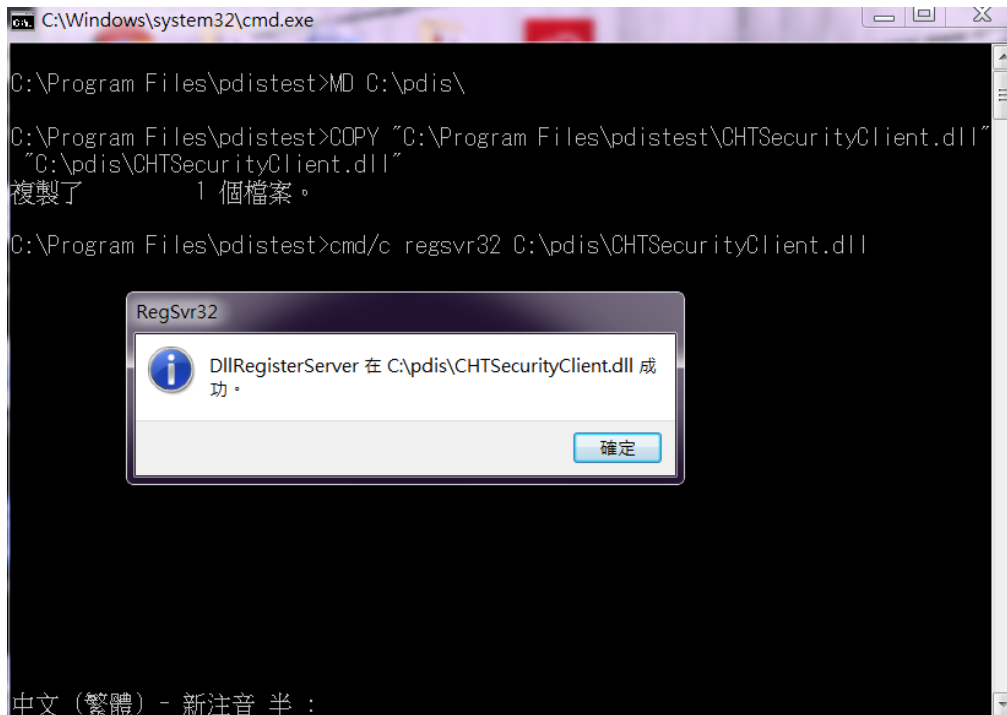 C:\Windows\system32\cmd.exe
C:\Program Files\pdistest>MD C:\pdis\
C:\Program Files\pdistest>COPY "C:\Program Files\pdistest\CHTSecurityClient.dll"
"C:\pdis\CHTSecurityClient.dll"
複製了 1 個檔案。
C:\Program Files\pdistest>cmd/c regsvr32 C:\pdis\CHTSecurityClient.dll
RegSvr32
DllRegisterServer 在 C:\pdis\CHTSecurityClient.dll 成
功。
確定
中文 (繁體) - 新注音 半 :